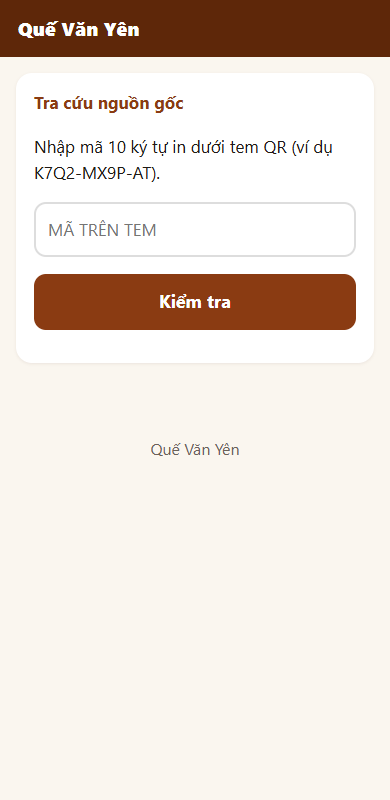 Quế Văn Yên
Tra cứu nguồn gốc
Nhập mã 10 ký tự in dưới tem QR (ví dụ
K7Q2-MX9P-AT).
MÃ TRÊN TEM
Kiểm tra
Quế Văn Yên